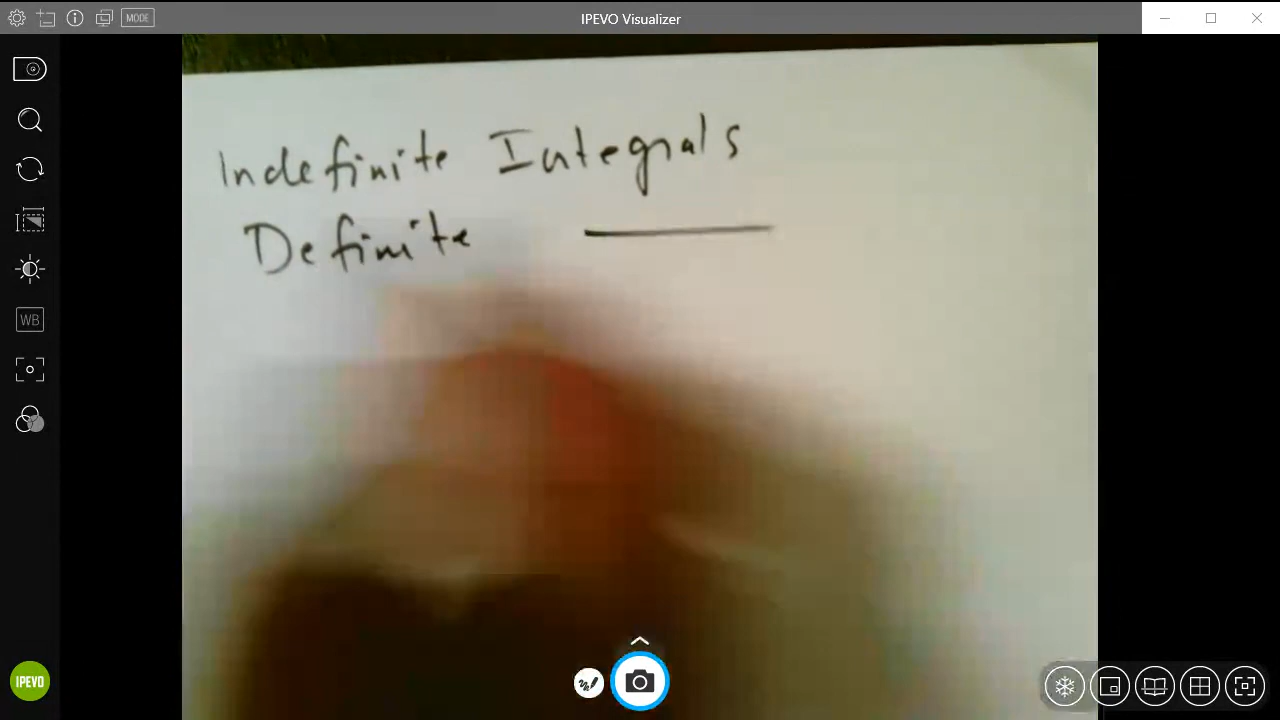 MODE
IPEVO Visualizer
Indefinite Integrals
Definite
WB
IPEVO